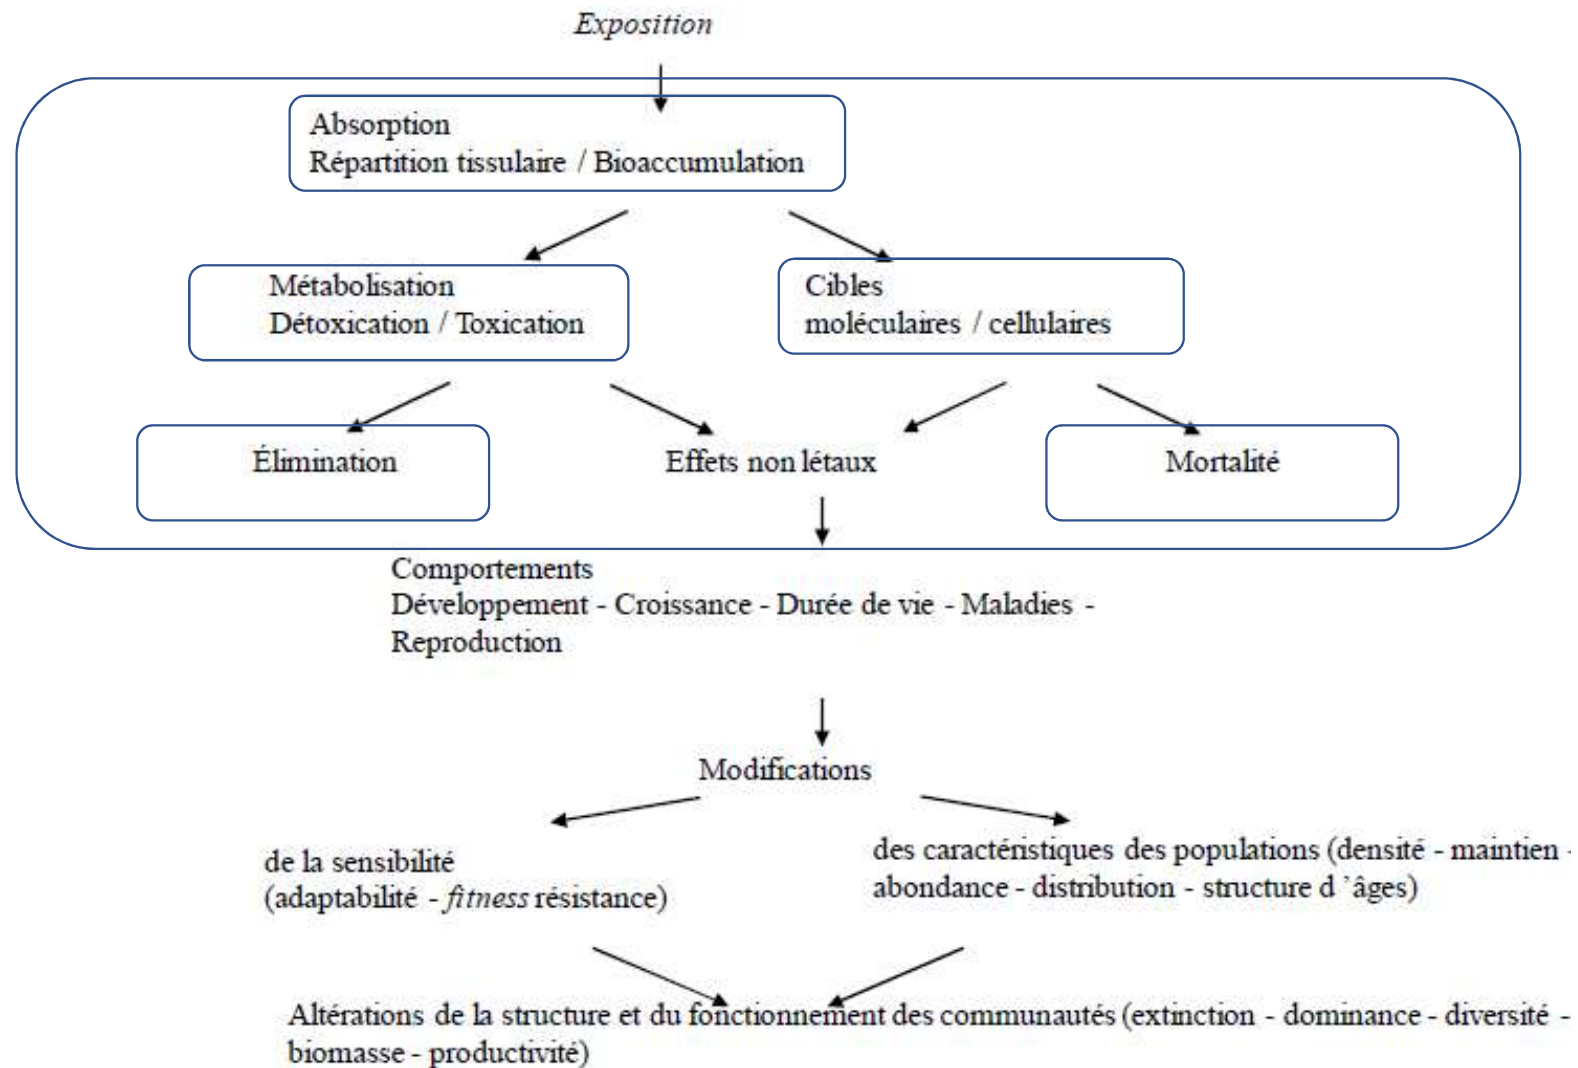 Exposition
Absorption
Répartition tissulaire / Bioaccumulation
Métabolisation
Détoxication / Toxication
Cibles
moléculaires / cellulaires
Élimination
Effets non létaux
Mortalité
Comportements
Développement - Croissance - Durée de vie - Maladies -
Reproduction
Modifications
de la sensibilité
(adaptabilité - fitness résistance)
des caractéristiques des populations (densité - maintien -
abondance - distribution - structure d ’âges)
Altérations de la structure et du fonctionnement des communautés (extinction - dominance - diversité -
biomasse - productivité)